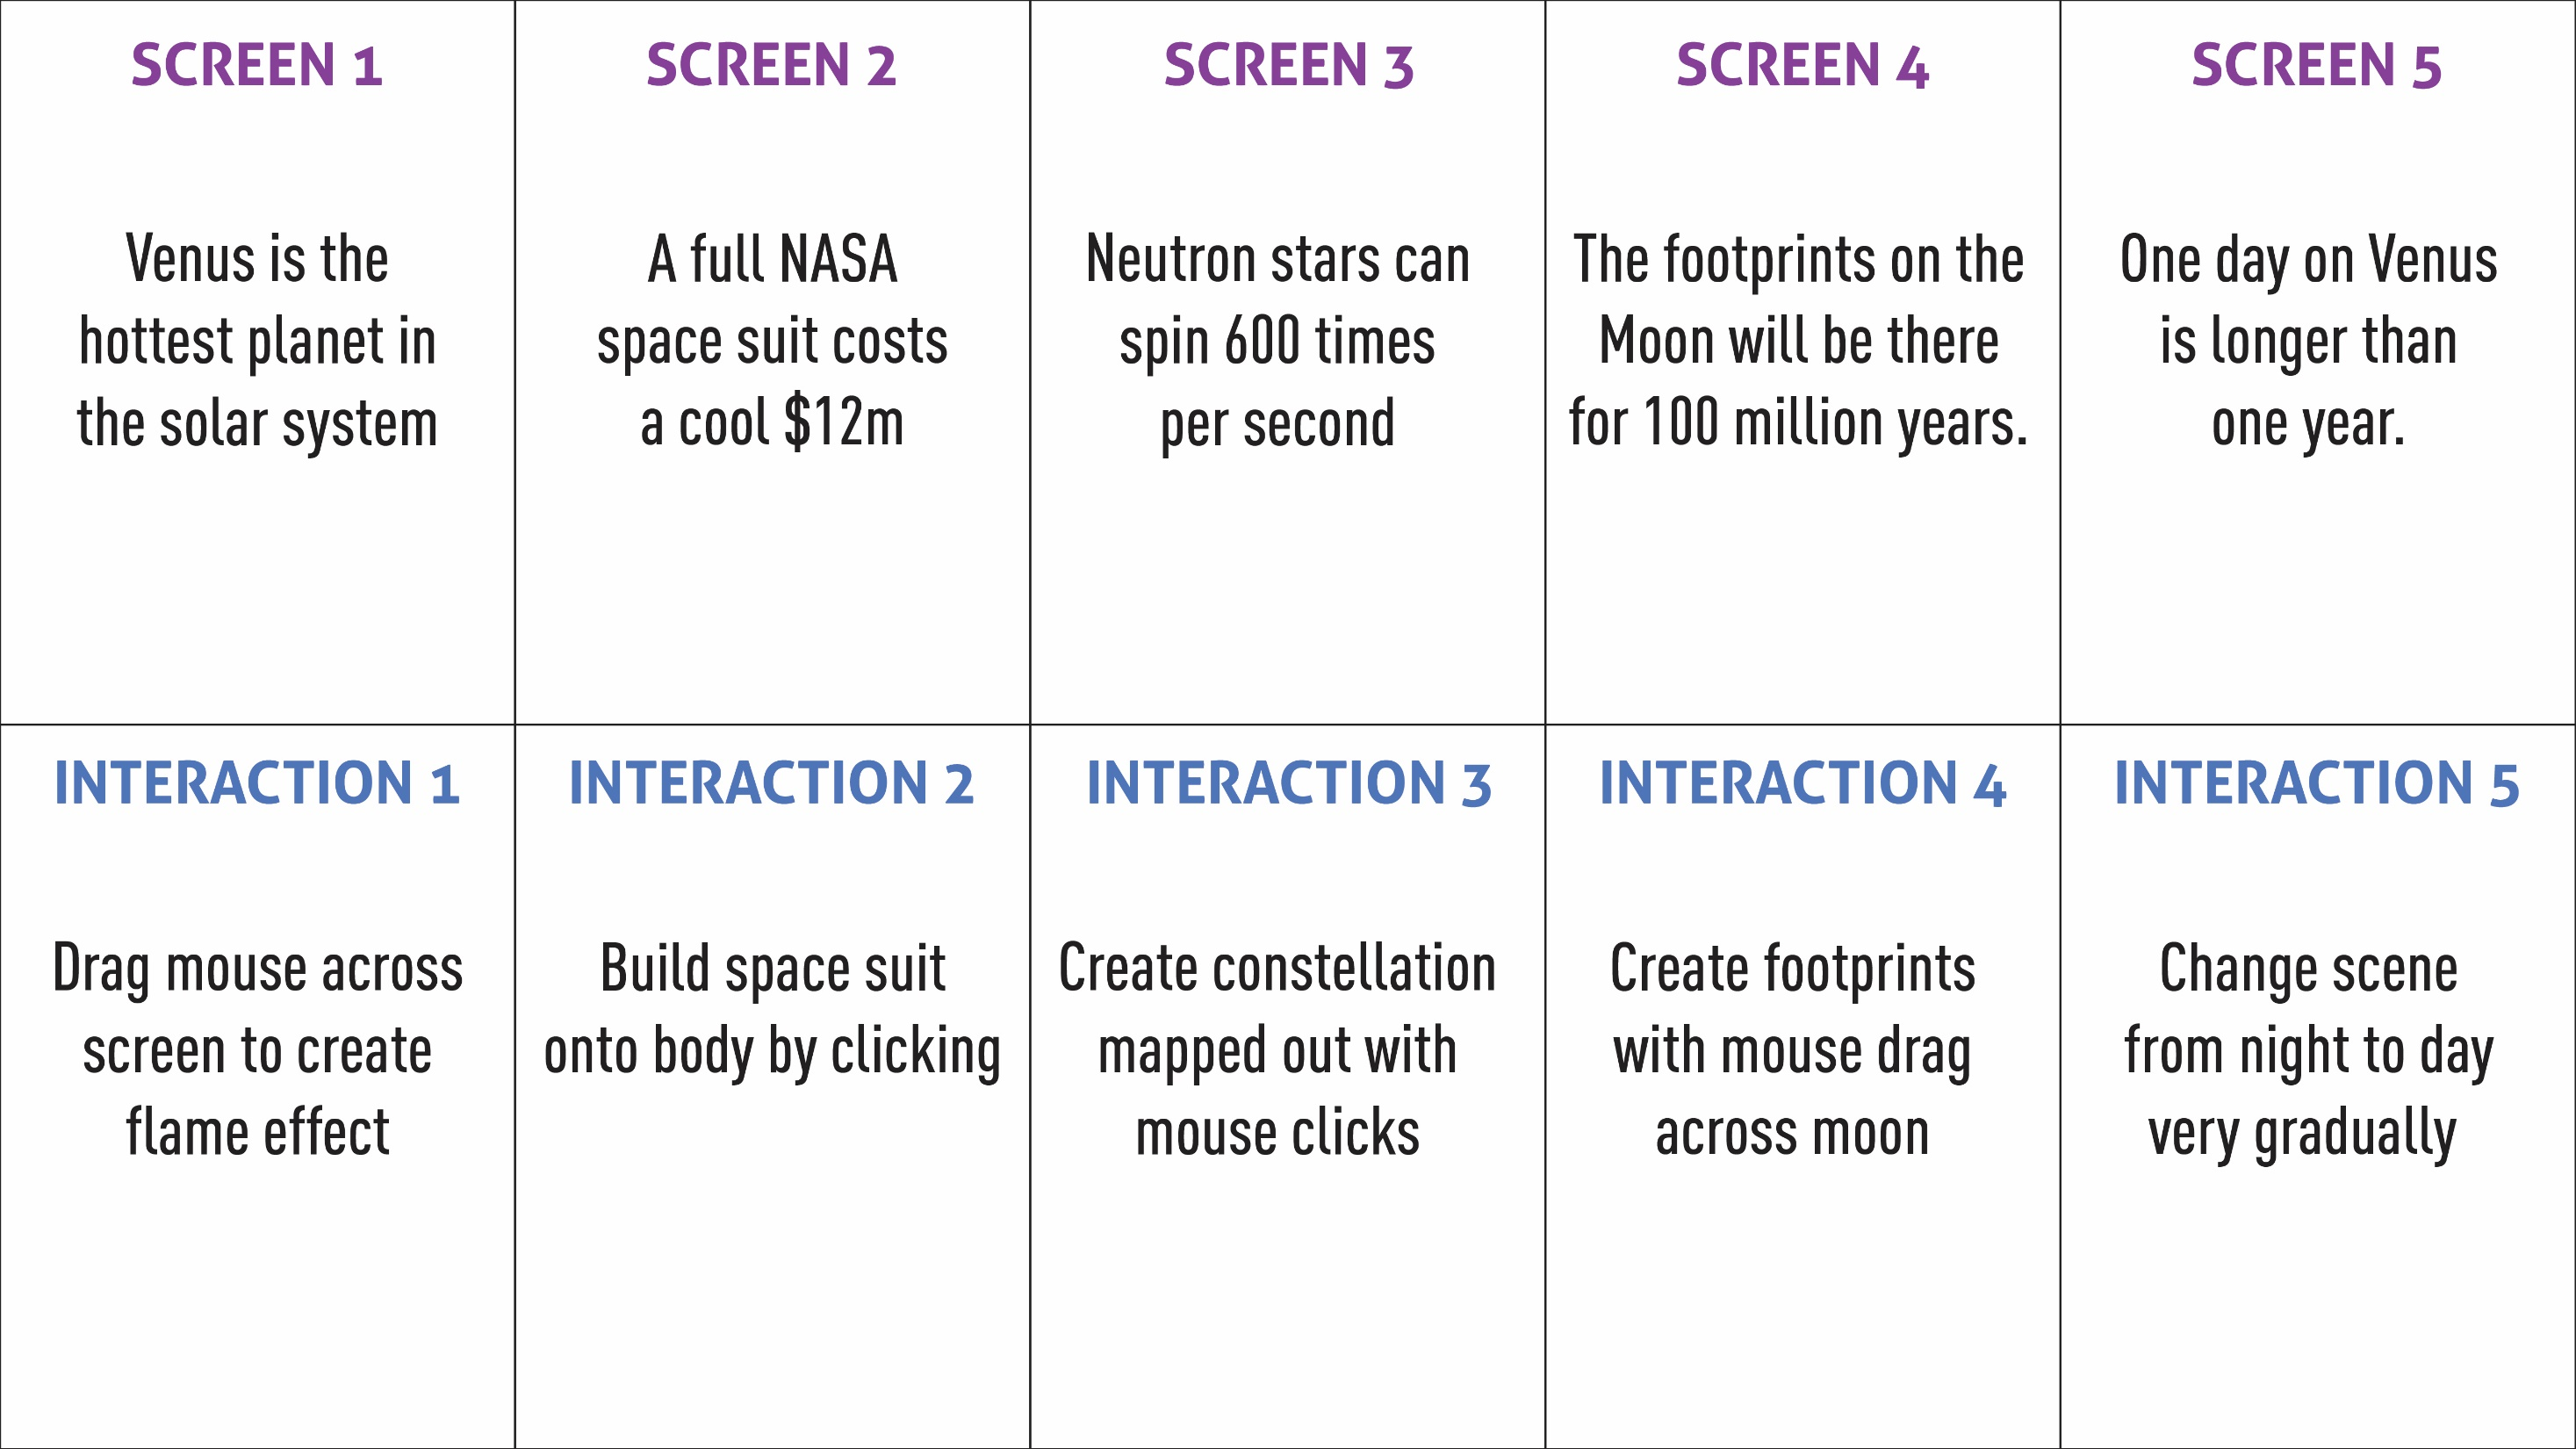 SCREEN 1
Venus is the
hottest planet in
the solar system
SCREEN 2
A full NASA
space suit costs
a cool $12m
SCREEN 3
Neutron stars can
spin 600 times
per second
SCREEN 4
The footprints on the
Moon will be there
for 100 million years.
SCREEN 5
One day on Venus
is longer than
one year.
INTERACTION 1
Drag mouse across
screen to create
flame effect
INTERACTION 2
Build space suit
onto body by clicking
INTERACTION 3
Create constellation
mapped out with
mouse clicks
INTERACTION 4
Create footprints
with mouse drag
across moon
INTERACTION 5
Change scene
from night to day
very gradually